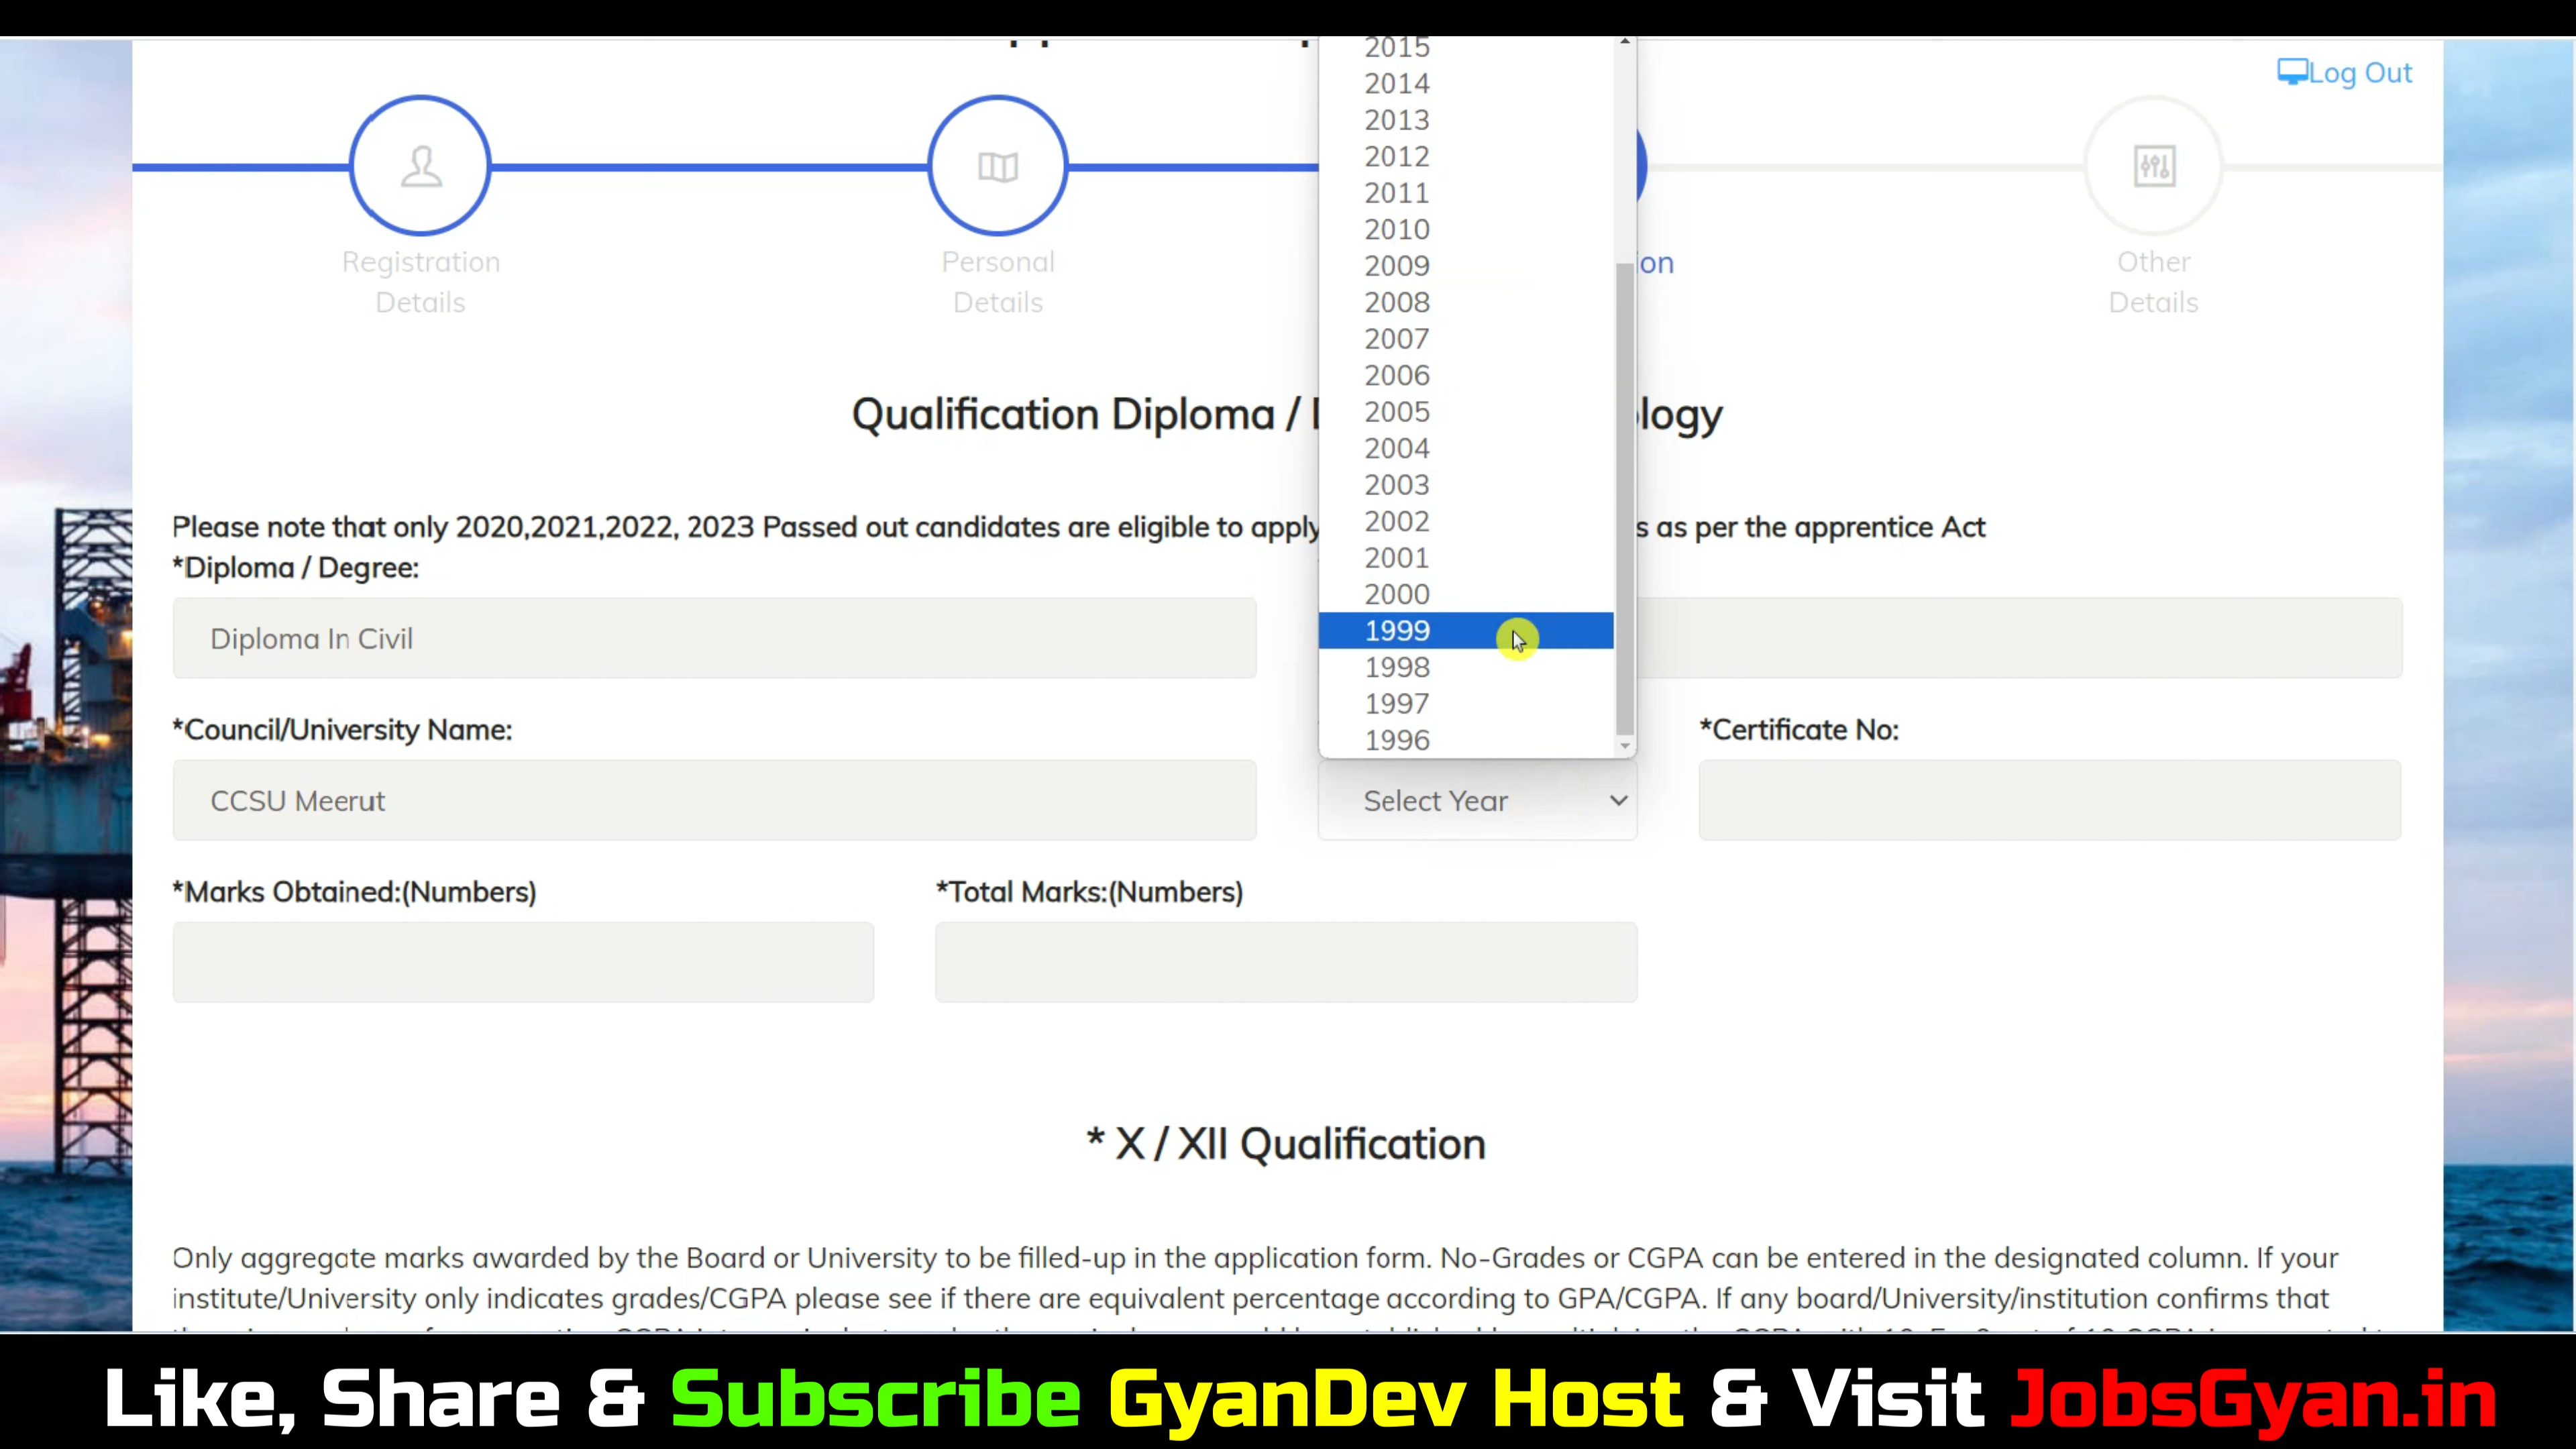 2015
2014
2013
2012
2011
2010
2009
2008
2007
2006
2005
2004
2003
2002
2001
2000
1999
1998
1997
1996
Log Out
Registration
Details
Personal
Details
ion
Other
Details
Qualification Diploma /
logy
Please note that only 2020,2021,2022, 2023 Passed out candidates are eligible to apply
s as per the apprentice Act
*Diploma / Degree:
Diploma In Civil
*Council/University Name:
*Certificate No:
CCSU Meerut
Select Year
*Marks Obtained:(Numbers)
*Total Marks:(Numbers)
* X / XII Qualification
Only aggregate marks awarded by the Board or University to be filled-up in the application form. No-Grades or CGPA can be entered in the designated column. If your
institute/University only indicates grades/CGPA please see if there are equivalent percentage according to GPA/CGPA. If any board/University/institution confirms that
Like, Share & Subscribe GyanDev Host & Visit JobsGyan.in